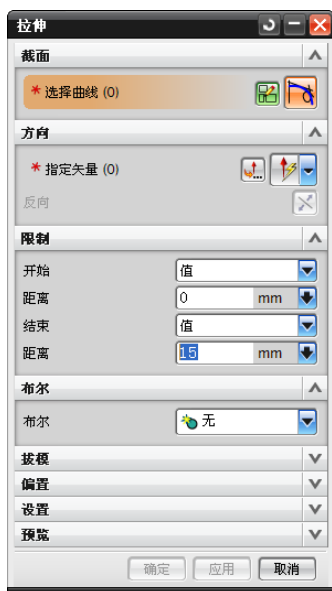 拉伸
截面
* 选择曲线 (0)
方向
* 指定矢量 (0)
反向
限制
开始 值
距离 0 mm
结束 值
距离 15 mm
布尔
布尔 无
拔模
偏置
设置
预览
确定 应用 取消